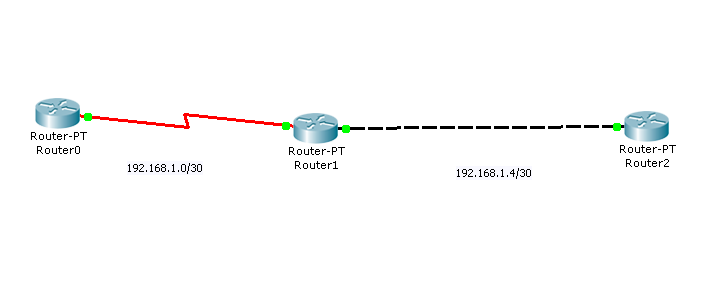 Router-PT
Router0
192.168.1.0/30
Router-PT
Router1
192.168.1.4/30
Router-PT
Router2